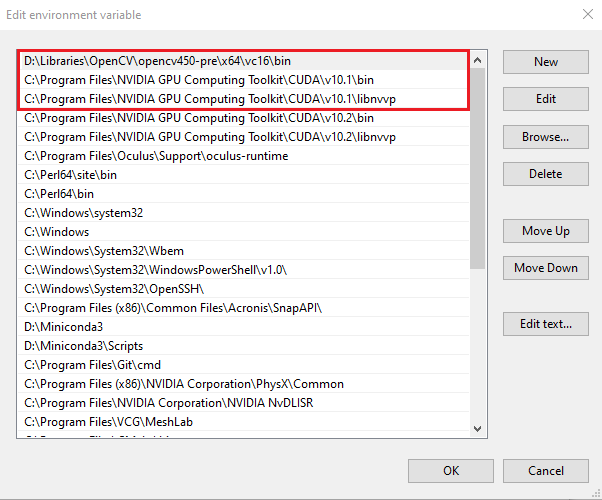 Edit environment variable
D:\Libraries\OpenCV\opencv450-pre\x64\vc16\bin
C:\Program Files\NVIDIA GPU Computing Toolkit\CUDA\v10.1\bin
C:\Program Files\NVIDIA GPU Computing Toolkit\CUDA\v10.1\libnvvp
C:\Program Files\NVIDIA GPU Computing Toolkit\CUDA\v10.2\bin
C:\Program Files\NVIDIA GPU Computing Toolkit\CUDA\v10.2\libnvvp
C:\Program Files\Oculus\Support\oculus-runtime
C:\Perl64\site\bin
C:\Perl64\bin
C:\Windows\system32
C:\Windows
C:\Windows\System32\Wbem
C:\Windows\System32\WindowsPowerShell\v1.0\
C:\Windows\System32\OpenSSH\
C:\Program Files (x86)\Common Files\Acronis\SnapAPI\
D:\Miniconda3
D:\Miniconda3\Scripts
C:\Program Files\Git\cmd
C:\Program Files (x86)\NVIDIA Corporation\PhysX\Common
C:\Program Files\NVIDIA Corporation\NVIDIA NvDLISR
C:\Program Files\VCG\MeshLab
New
Edit
Browse...
Delete
Move Up
Move Down
Edit text...
OK
Cancel